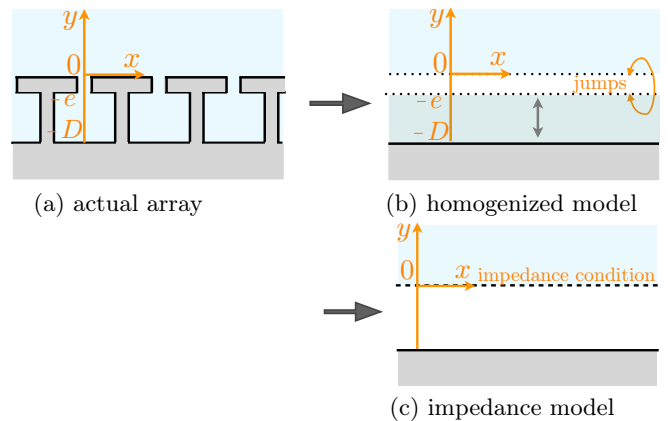 y
0
x
-e
-D
(a) actual array
y
0
x
jumps
-e
-D
(b) homogenized model
y
0
x
impedance condition
(c) impedance model